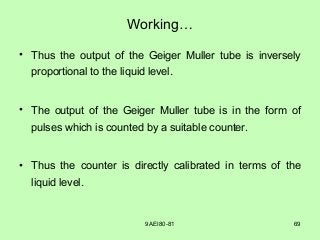 Working…
• Thus the output of the Geiger Muller tube is inversely
proportional to the liquid level.
• The output of the Geiger Muller tube is in the form of
pulses which is counted by a suitable counter.
• Thus the counter is directly calibrated in terms of the
liquid level.
9AEI80-81 69